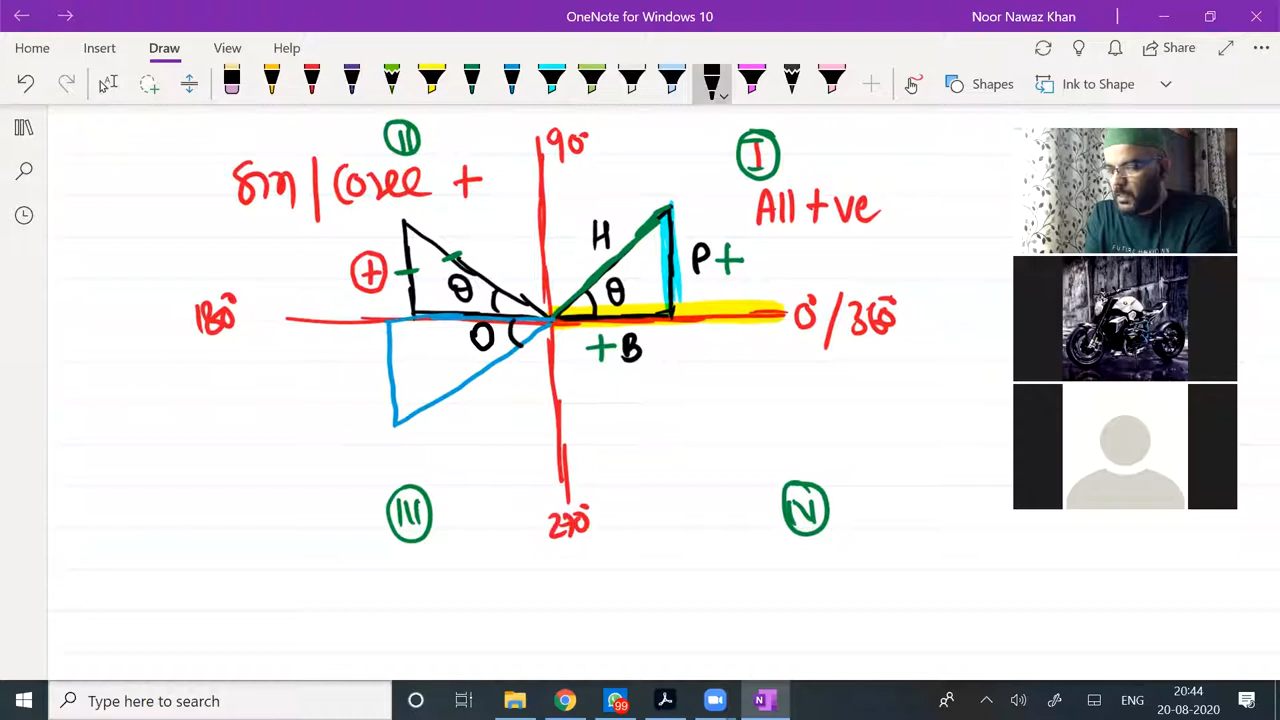 OneNote for Windows 10
Noor Nawaz Khan
Home Insert Draw View Help
Share
Shapes
Ink to Shape
II
90°
I
Sin/Cosec +
All +ve
H
P+
+
θ
θ
180°
0°/360°
θ
+B
III
270°
IV
FUTURE
Type here to search
99
ENG
20:44
20-08-2020